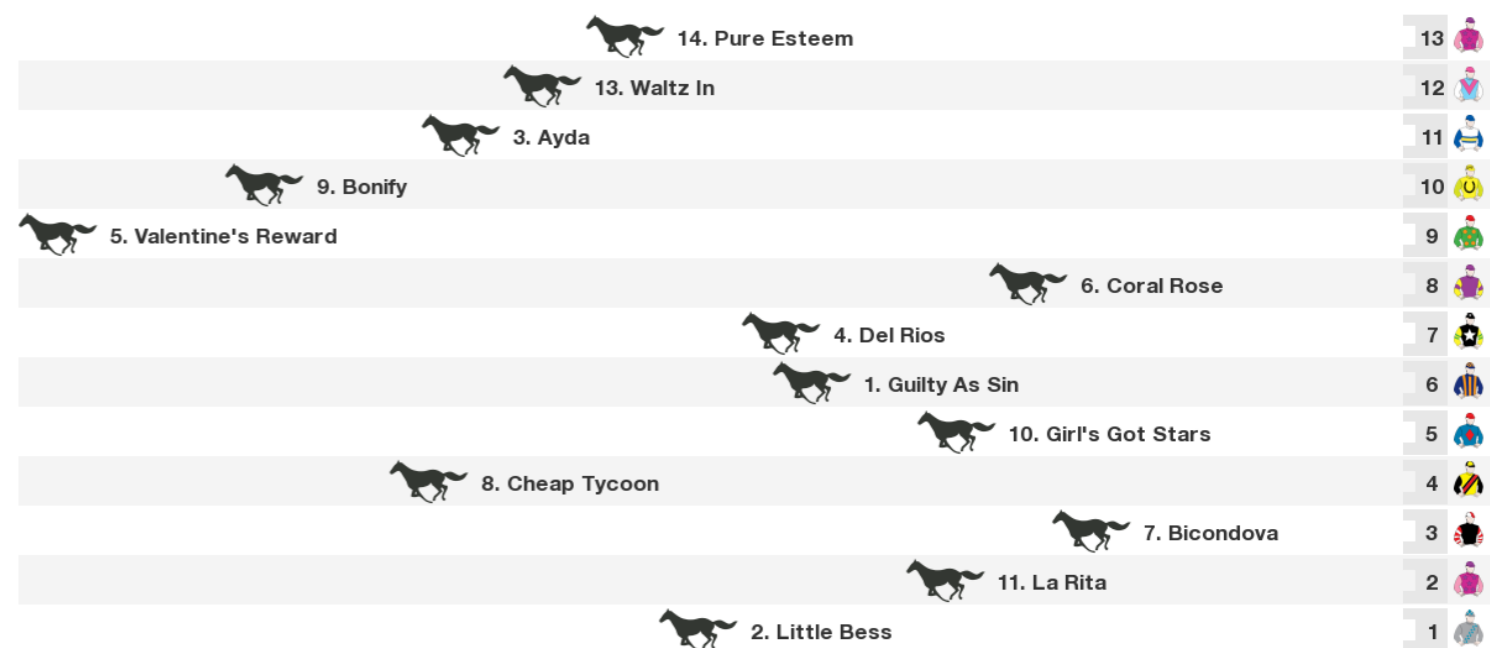 14. Pure Esteem 13
13. Waltz In 12
3. Ayda 11
9. Bonify 10
5. Valentine's Reward 9
6. Coral Rose 8
4. Del Rios 7
1. Guilty As Sin 6
10. Girl's Got Stars 5
8. Cheap Tycoon 4
7. Bicondova 3
11. La Rita 2
2. Little Bess 1